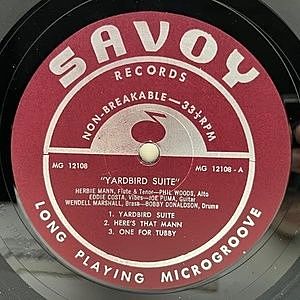 SAVOY
RECORDS
NON-BREAKABLE—33⅓ RPM
MG 12108
MG 12108-A
"YARDBIRD SUITE"
HERBIE MANN, Flute & Tenor—PHIL WOODS, Alto
EDDIE COSTA, Vibes—JOE PUMA, Guitar
WENDELL MARSHALL, Brass—BOBBY DONALDSON, Drums
1. YARDBIRD SUITE
2. HERE'S THAT MANN
3. ONE FOR TUBBY
LONG PLAYING MICROGROOVE